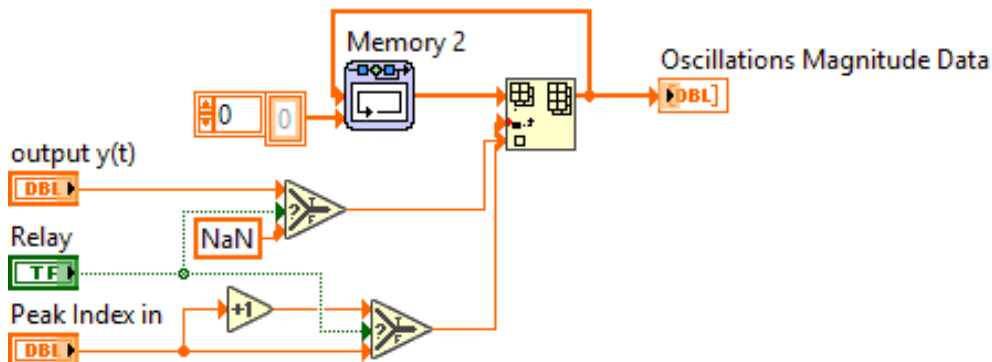 Memory 2
Oscillations Magnitude Data
0
0
DBL]
output y(t)
DBL
?
T
F
NaN
Relay
TF
Peak Index in
+1
?
T
F
DBL